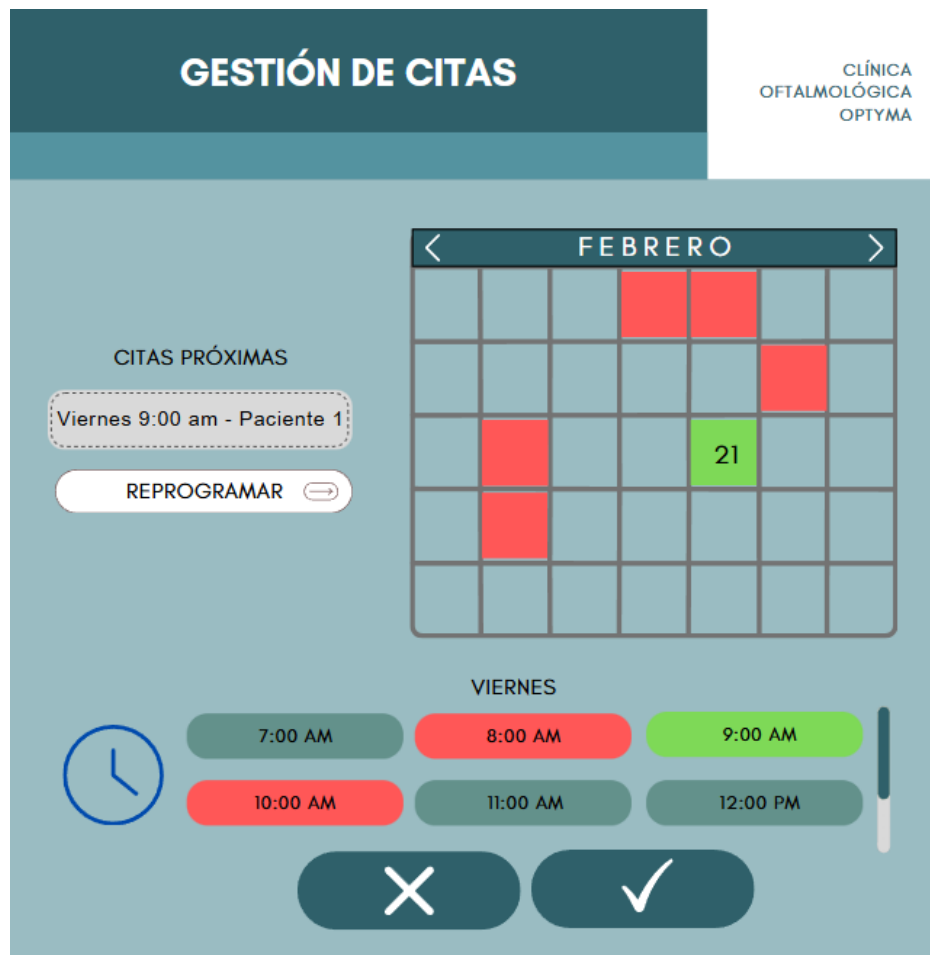 GESTIÓN DE CITAS
CLÍNICA
OFTALMOLÓGICA
OPTYMA
FEBRERO
CITAS PRÓXIMAS
Viernes 9:00 am - Paciente 1
REPROGRAMAR
21
VIERNES
7:00 AM
8:00 AM
9:00 AM
10:00 AM
11:00 AM
12:00 PM